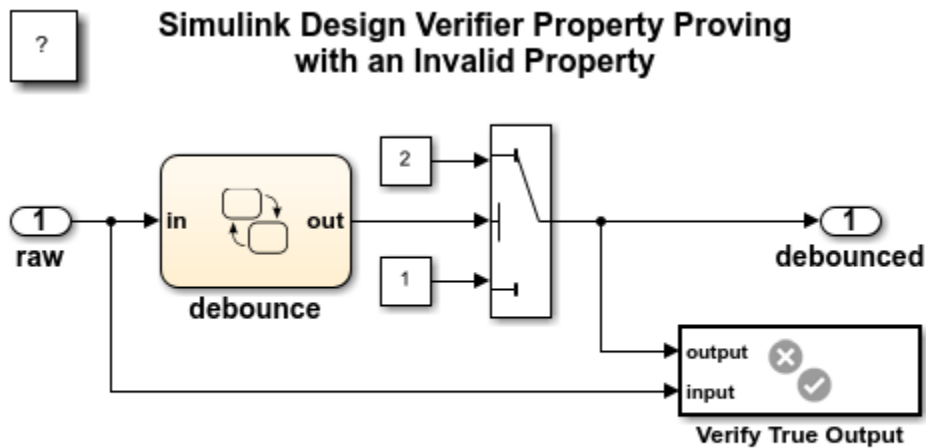 ?
Simulink Design Verifier Property Proving
with an Invalid Property
2
1
in
out
1
raw
1
debounced
1
debounce
output
input
Verify True Output